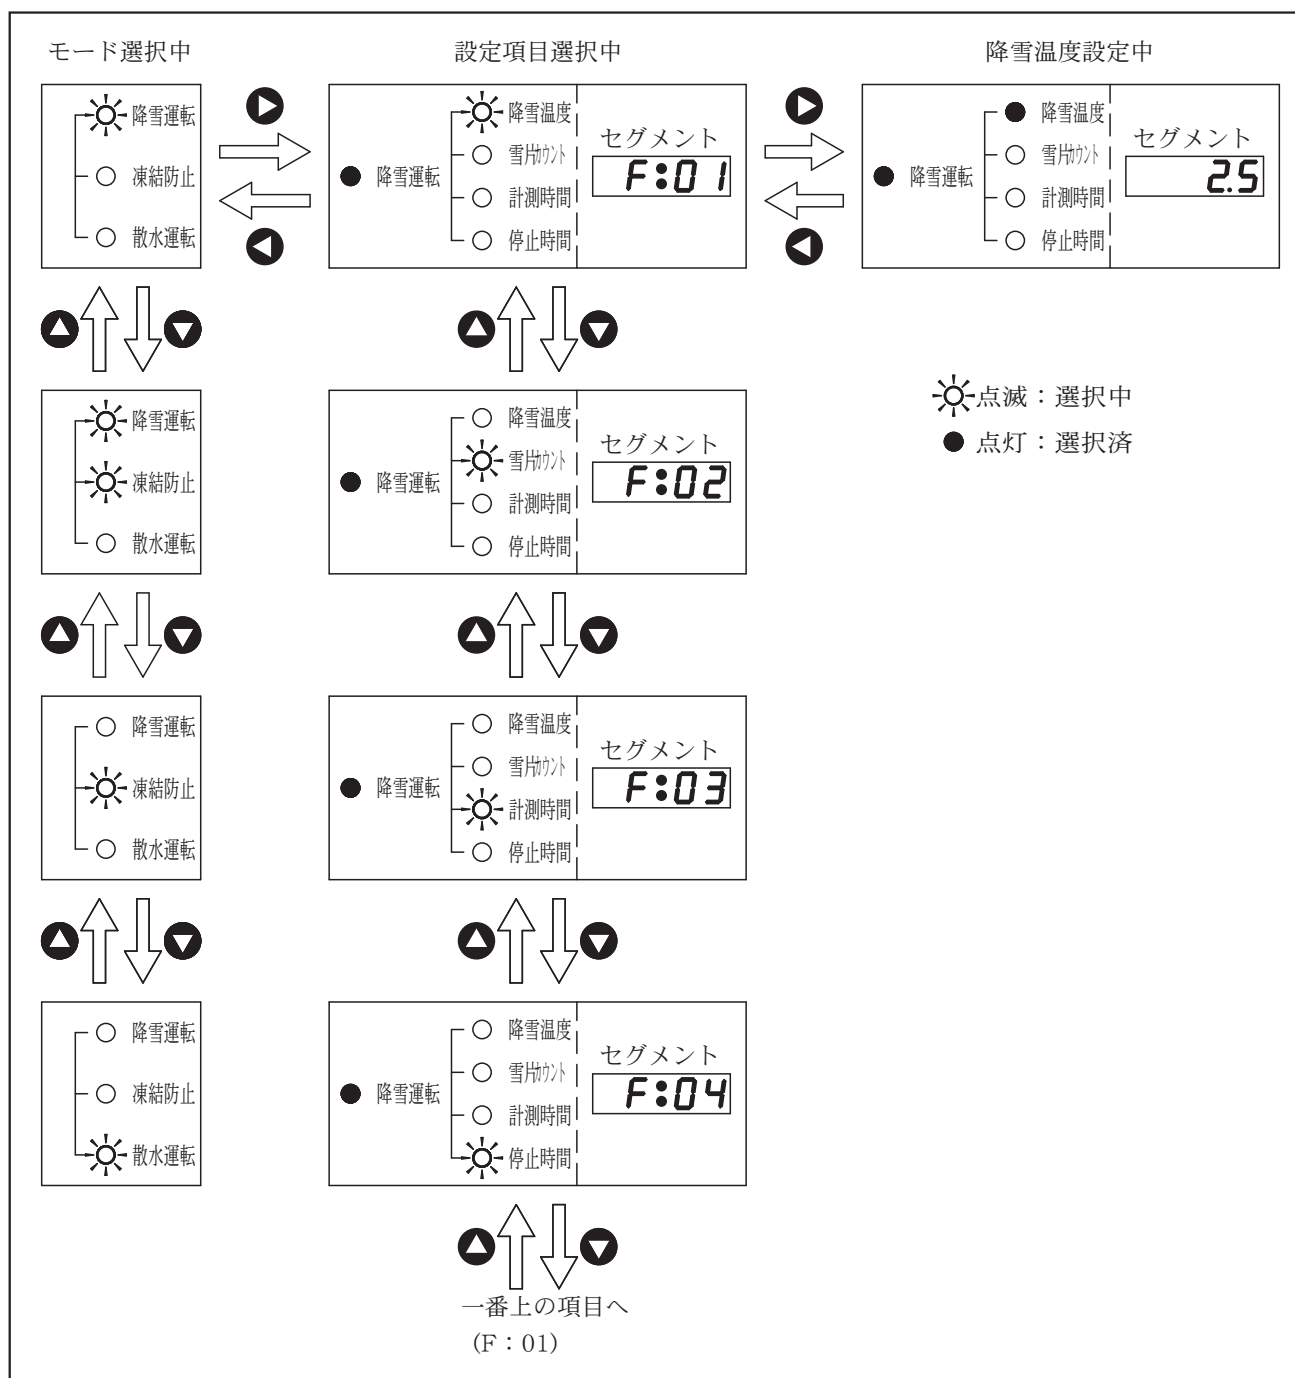 モード選択中
設定項目選択中
降雪温度設定中
降雪運転
凍結防止
散水運転
降雪運転
降雪温度
雪片カウント
計測時間
停止時間
セグメント
F:01
降雪運転
降雪温度
雪片カウント
計測時間
停止時間
セグメント
2.5
降雪運転
凍結防止
散水運転
降雪運転
降雪温度
雪片カウント
計測時間
停止時間
セグメント
F:02
点滅：選択中
点灯：選択済
降雪運転
凍結防止
散水運転
降雪運転
降雪温度
雪片カウント
計測時間
停止時間
セグメント
F:03
降雪運転
凍結防止
散水運転
降雪運転
降雪温度
雪片カウント
計測時間
停止時間
セグメント
F:04
一番上の項目へ
(F：01)